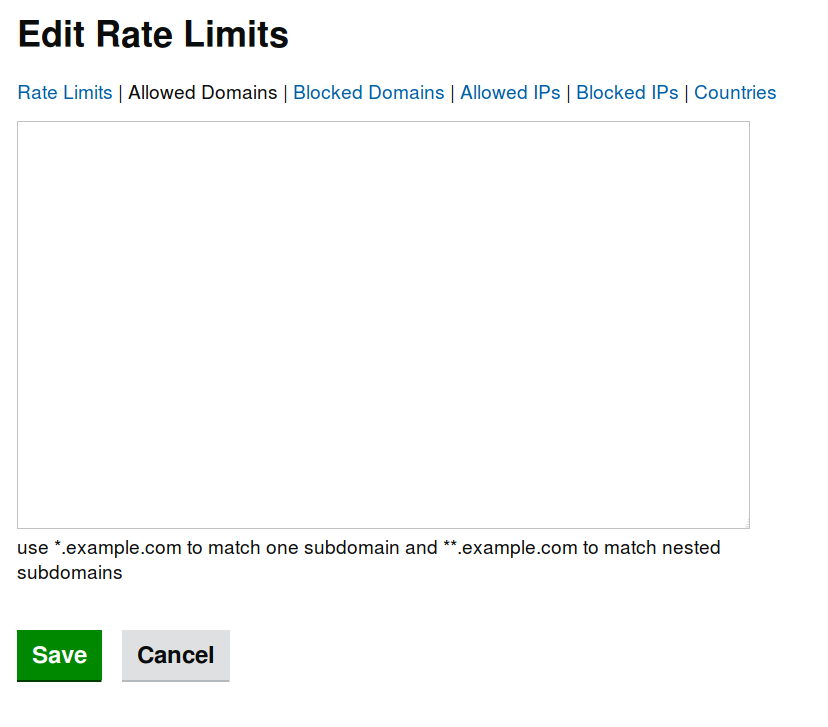 Edit Rate Limits
Rate Limits | Allowed Domains | Blocked Domains | Allowed IPs | Blocked IPs | Countries
use *.example.com to match one subdomain and **.example.com to match nested
subdomains
Save Cancel